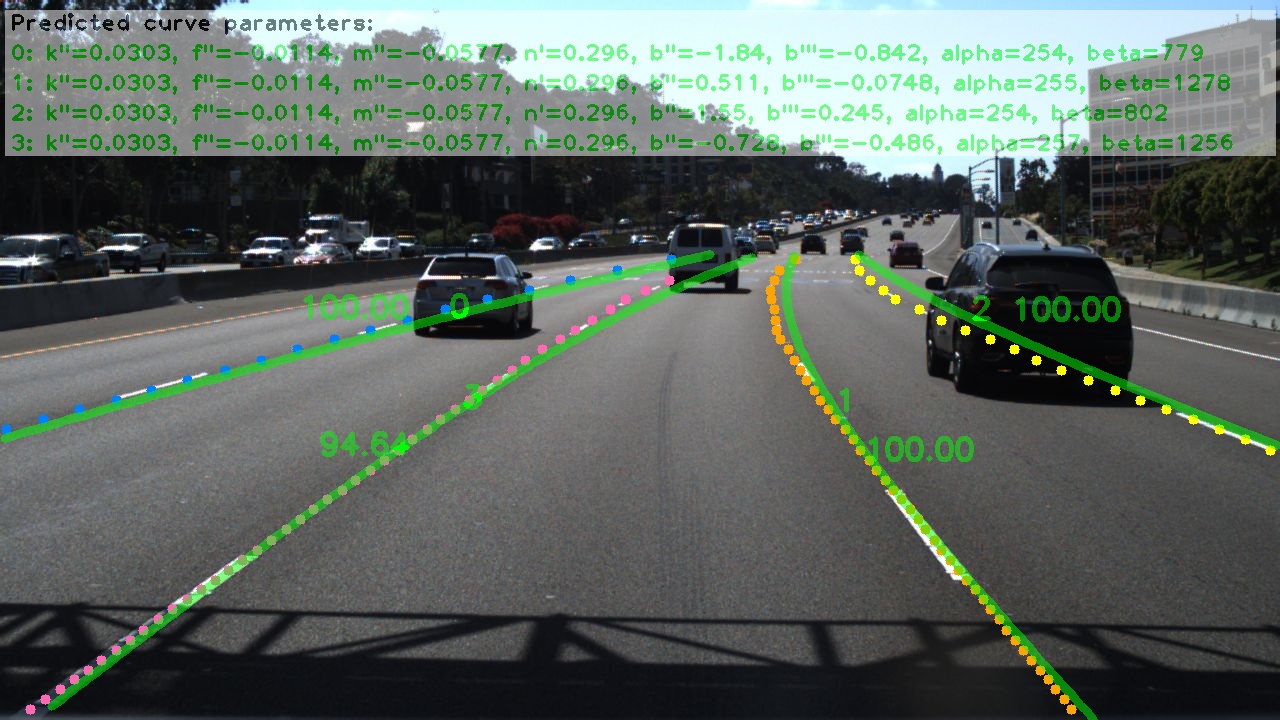 Predicted curve parameters:
0: k''=0.0303, f''=-0.0114, m''=-0.0577, n'=0.296, b''=-1.84, b'''=-0.842, alpha=254, beta=779
1: k''=0.0303, f''=-0.0114, m''=-0.0577, n'=0.296, b''=0.511, b'''=-0.0748, alpha=255, beta=1278
2: k''=0.0303, f''=-0.0114, m''=-0.0577, n'=0.296, b''=1.55, b'''=0.245, alpha=254, beta=802
3: k''=0.0303, f''=-0.0114, m''=-0.0577, n'=0.296, b''=-0.728, b'''=-0.486, alpha=257, beta=1256
100.00 0
2 100.00
3
1
94.64
100.00